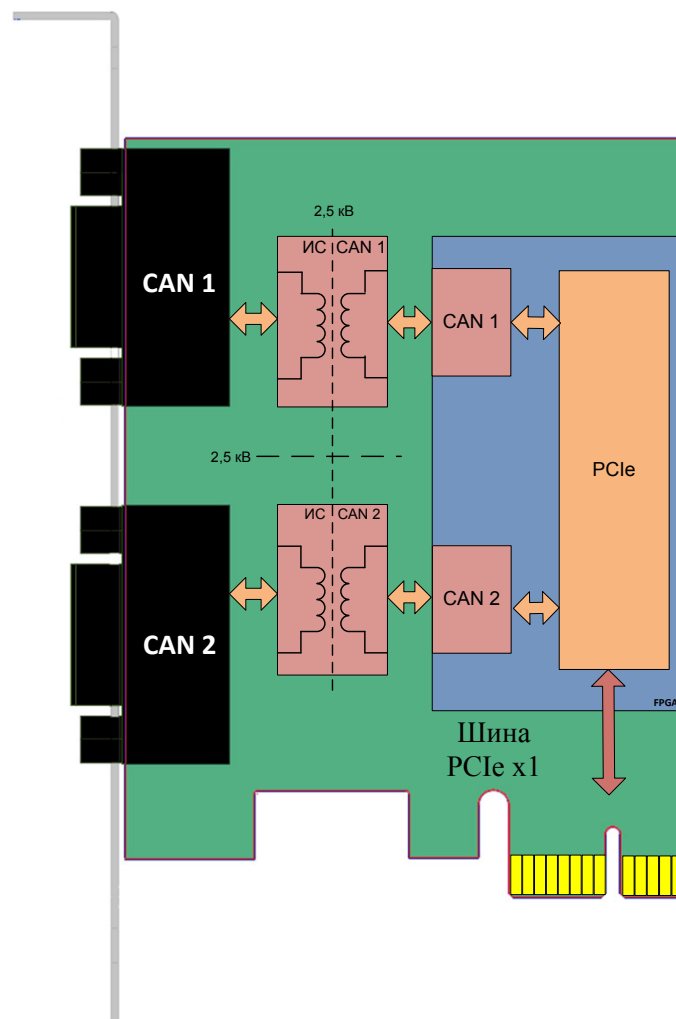 2,5 кВ
ИС CAN 1
CAN 1
CAN 1
PCIe
2,5 кВ
ИС CAN 2
CAN 2
CAN 2
FPGA
Шина
PCIe x1